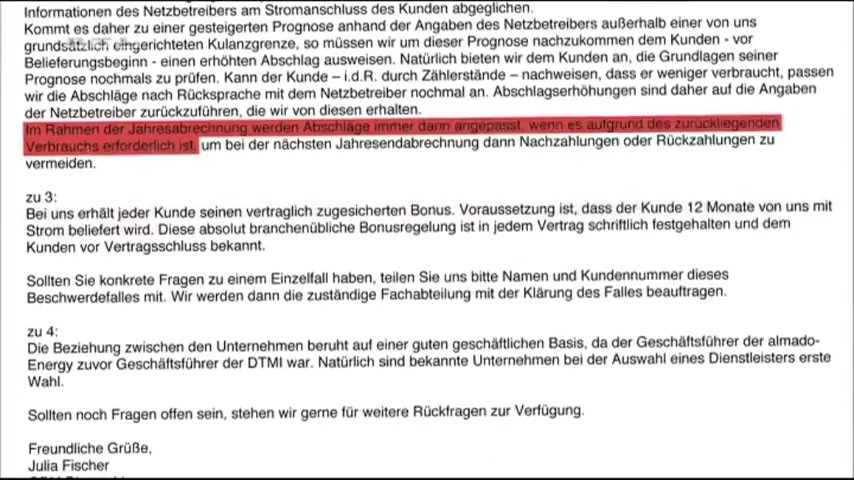 Informationen des Netzbetreibers am Stromanschluss des Kunden abgeglichen.
Kommt es daher zu einer gesteigerten Prognose anhand der Angaben des Netzbetreibers außerhalb einer von uns
grundsätzlich eingerichteten Kulanzgrenze, so müssen wir um dieser Prognose nachzukommen dem Kunden - vor
Belieferungsbeginn - einen erhöhten Abschlag ausweisen. Natürlich bieten wir dem Kunden an, die Grundlagen seiner
Prognose nochmals zu prüfen. Kann der Kunde – i.d.R. durch Zählerstände – nachweisen, dass er weniger verbraucht, passen
wir die Abschläge nach Rücksprache mit dem Netzbetreiber nochmal an. Abschlagserhöhungen sind daher auf die Angaben
der Netzbetreiber zurückzuführen, die wir von diesen erhalten.
Im Rahmen der Jahresabrechnung werden Abschläge immer dann angepasst, wenn es aufgrund des zurückliegenden
Verbrauchs erforderlich ist, um bei der nächsten Jahresendabrechnung dann Nachzahlungen oder Rückzahlungen zu
vermeiden.
zu 3:
Bei uns erhält jeder Kunde seinen vertraglich zugesicherten Bonus. Voraussetzung ist, dass der Kunde 12 Monate von uns mit
Strom beliefert wird. Diese absolut branchenübliche Bonusregelung ist in jedem Vertrag schriftlich festgehalten und dem
Kunden vor Vertragsschluss bekannt.
Sollten Sie konkrete Fragen zu einem Einzelfall haben, teilen Sie uns bitte Namen und Kundennummer dieses
Beschwerdefalles mit. Wir werden dann die zuständige Fachabteilung mit der Klärung des Falles beauftragen.
zu 4:
Die Beziehung zwischen den Unternehmen beruht auf einer guten geschäftlichen Basis, da der Geschäftsführer der almado-
Energy zuvor Geschäftsführer der DTMI war. Natürlich sind bekannte Unternehmen bei der Auswahl eines Dienstleisters erste
Wahl.
Sollten noch Fragen offen sein, stehen wir gerne für weitere Rückfragen zur Verfügung.
Freundliche Grüße,
Julia Fischer